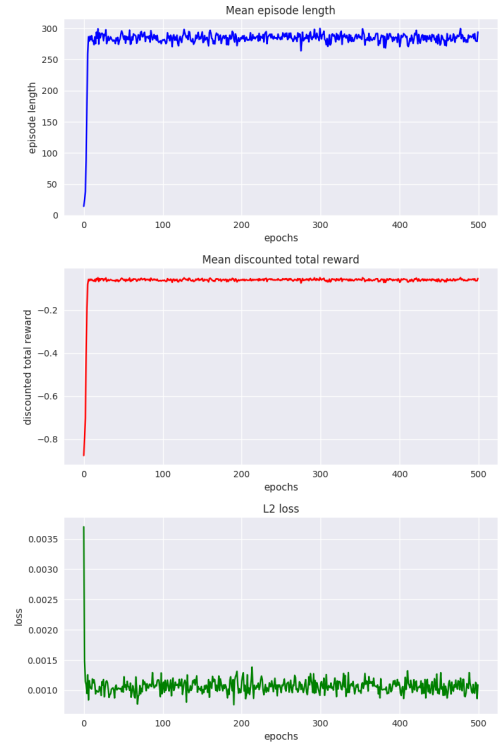 Mean episode length
300
250
200
150
100
50
0
episode length
0 100 200 300 400 500
epochs
Mean discounted total reward
−0.2
−0.4
−0.6
−0.8
discounted total reward
0 100 200 300 400 500
epochs
L2 loss
0.0035
0.0030
0.0025
0.0020
0.0015
0.0010
loss
0 100 200 300 400 500
epochs